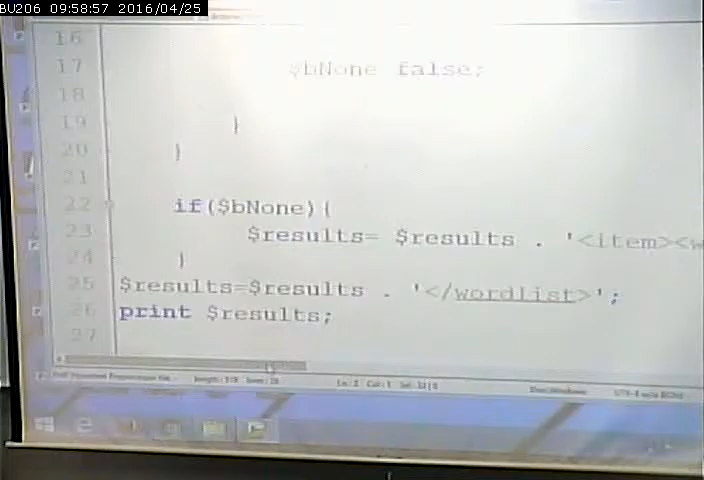 BU206 09:58:57 2016/04/25
16
17 $bNone false;
18
19 }
20 }
21
22 if($bNone){
23 $results= $results . '<item><w
24 }
25 $results=$results . '</wordlist>';
26 print $results;
27